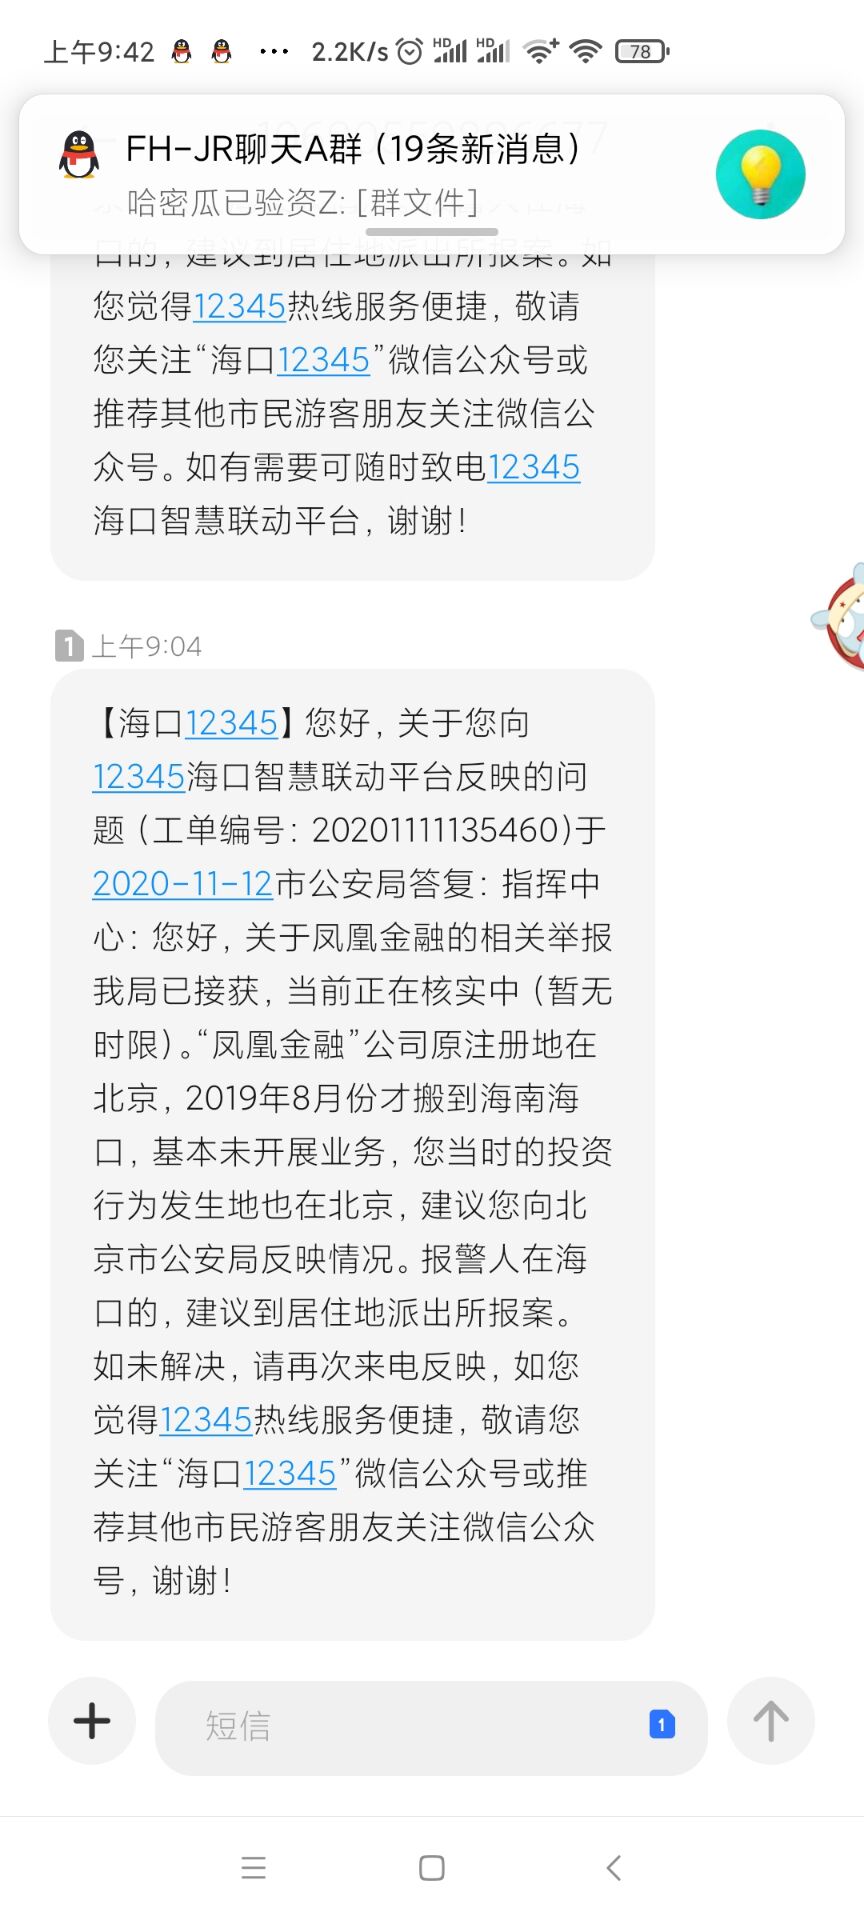 上午9:42 ··· 2.2K/s HD HD 78
FH-JR聊天A群（19条新消息）
哈密瓜已验资Z: [群文件]
口的，建议到居住地派出所报案。如
您觉得12345热线服务便捷，敬请
您关注“海口12345”微信公众号或
推荐其他市民游客朋友关注微信公
众号。如有需要可随时致电12345
海口智慧联动平台，谢谢！
1 上午9:04
【海口12345】您好，关于您向
12345海口智慧联动平台反映的问
题（工单编号：20201111135460)于
2020-11-12市公安局答复：指挥中
心：您好，关于凤凰金融的相关举报
我局已接获，当前正在核实中（暂无
时限）。“凤凰金融”公司原注册地在
北京，2019年8月份才搬到海南海
口，基本未开展业务，您当时的投资
行为发生地也在北京，建议您向北
京市公安局反映情况。报警人在海
口的，建议到居住地派出所报案。
如未解决，请再次来电反映，如您
觉得12345热线服务便捷，敬请您
关注“海口12345”微信公众号或推
荐其他市民游客朋友关注微信公众
号，谢谢！
短信 1